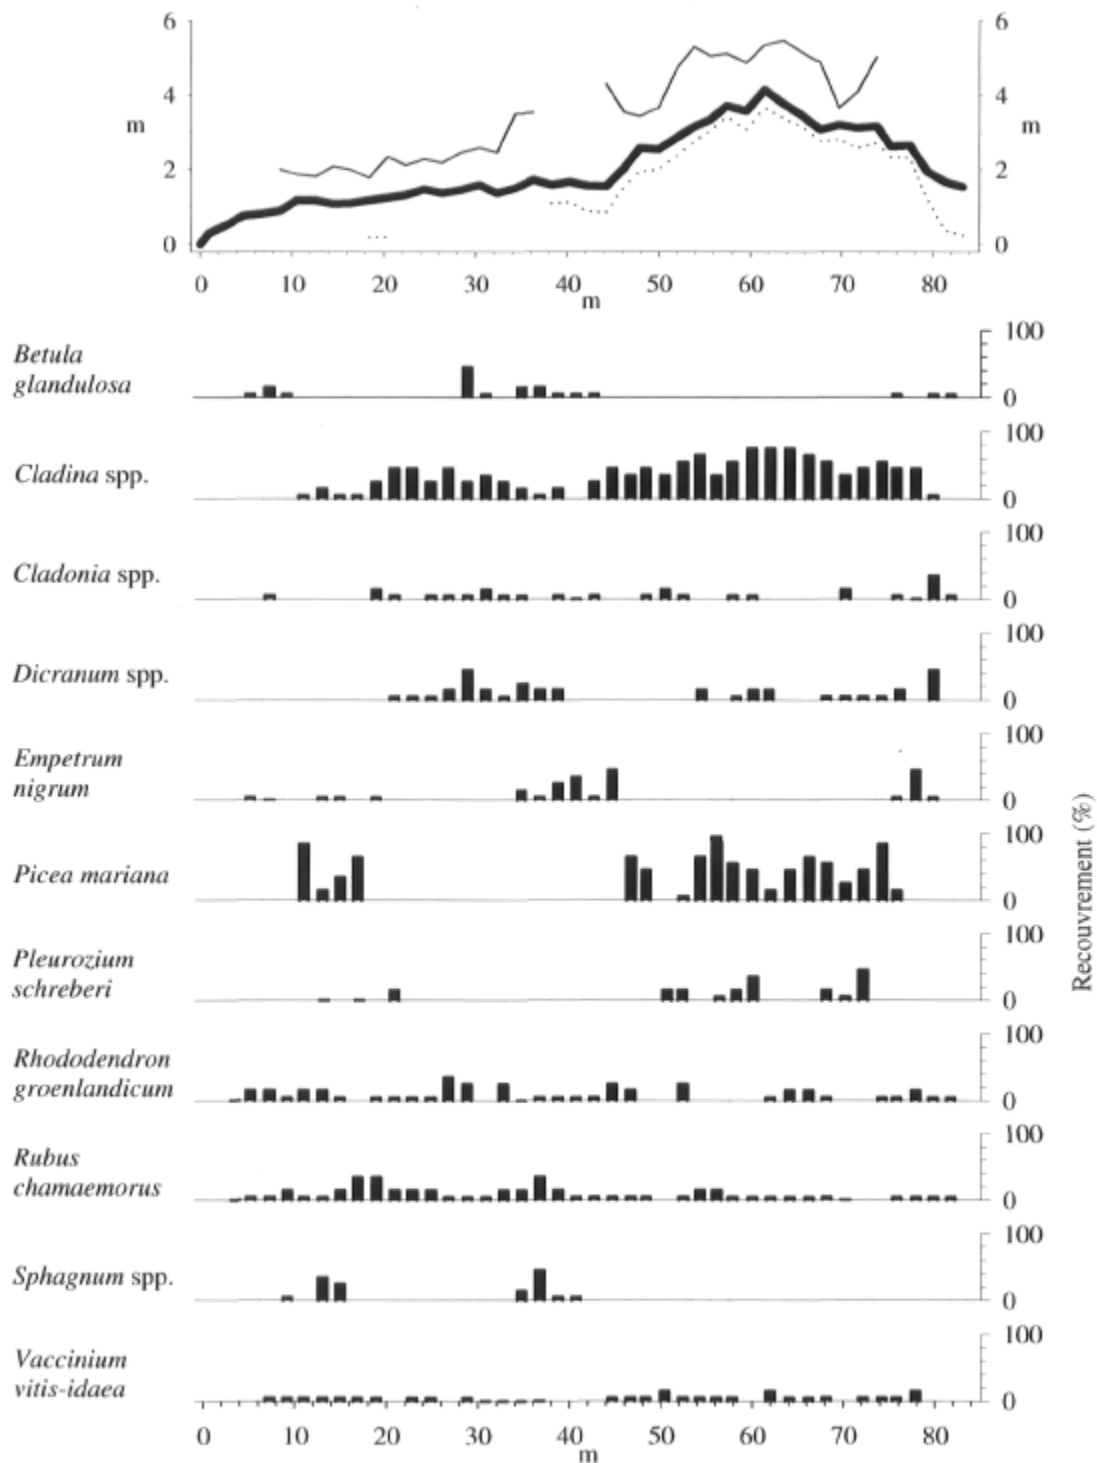 6 6
4 4
m m
2 2
0 0
0 10 20 30 40 50 60 70 80
m
Betula
glandulosa
100
0
Cladina spp.
100
0
Cladonia spp.
100
0
Dicranum spp.
100
0
Empetrum
nigrum
100
0
Picea mariana
100
0
Pleurozium
schreberi
100
0
Rhododendron
groenlandicum
100
0
Rubus
chamaemorus
100
0
Sphagnum spp.
100
0
Vaccinium
vitis-idaea
100
0
0 10 20 30 40 50 60 70 80
m
Recouvrement (%)